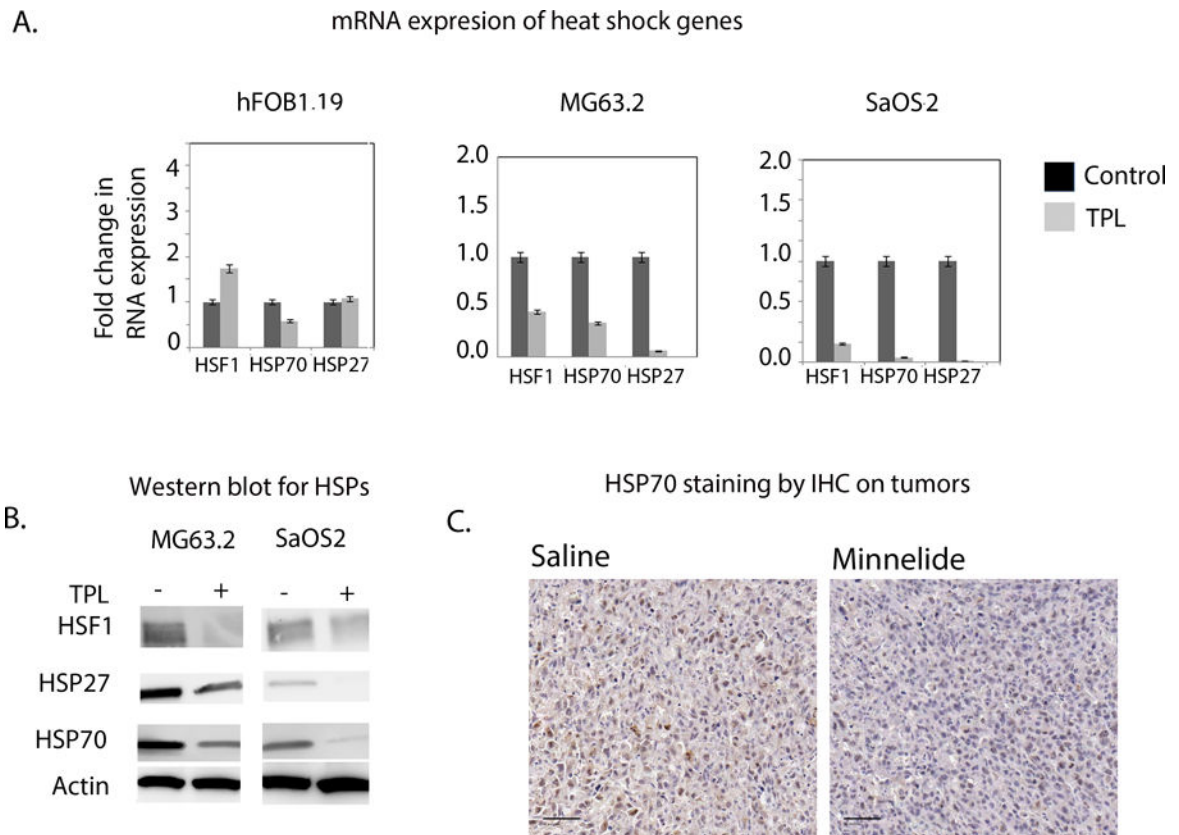 A.
mRNA expresion of heat shock genes
hFOB1.19
MG63.2
SaOS-2
Fold change in
RNA expression
4
3
2
1
0
HSF1 HSP70 HSP27
2.0
1.5
1.0
0.5
0.0
HSF1 HSP70 HSP27
2.0
1.5
1.0
0.5
0.0
HSF1 HSP70 HSP27
Control
TPL
Western blot for HSPs
B.
MG63.2 SaOS2
TPL - + - +
HSF1
HSP27
HSP70
Actin
HSP70 staining by IHC on tumors
C.
Saline
Minnelide